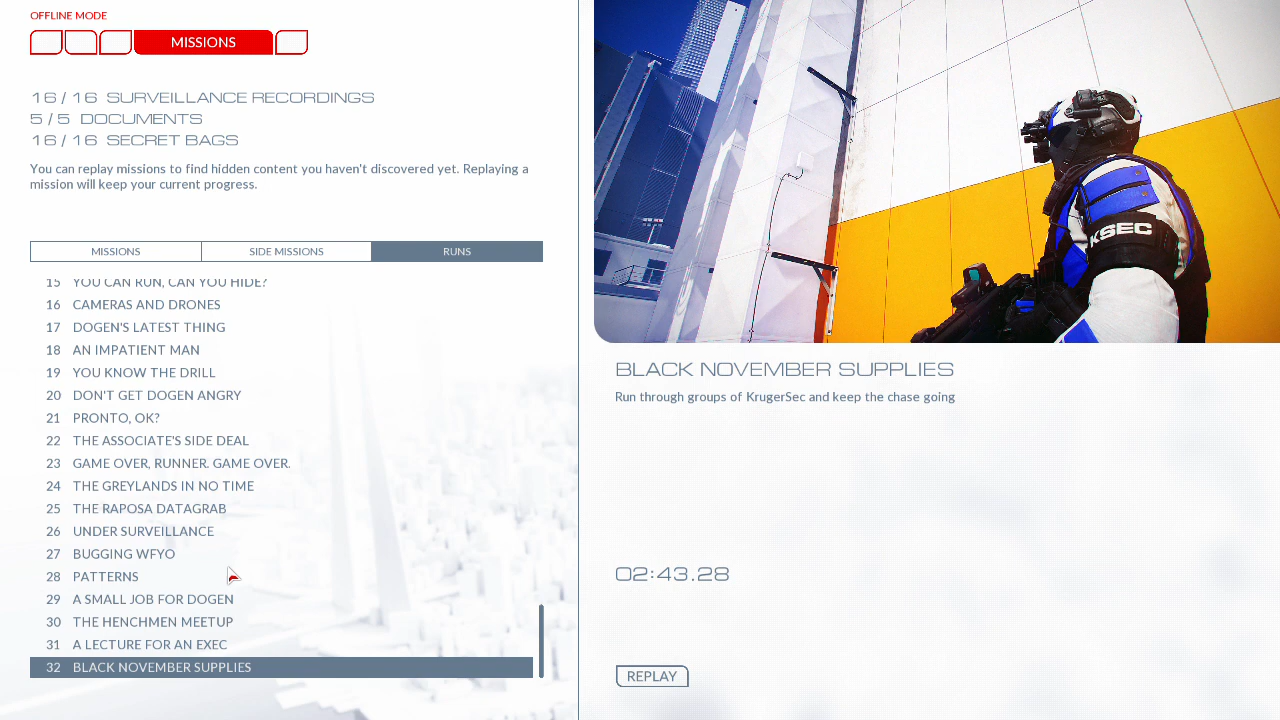 OFFLINE MODE
MISSIONS
16 / 16 SURVEILLANCE RECORDINGS
5 / 5 DOCUMENTS
16 / 16 SECRET BAGS
You can replay missions to find hidden content you haven't discovered yet. Replaying a
mission will keep your current progress.
MISSIONS
SIDE MISSIONS
RUNS
15 YOU CAN RUN, CAN YOU HIDE?
16 CAMERAS AND DRONES
17 DOGEN'S LATEST THING
18 AN IMPATIENT MAN
19 YOU KNOW THE DRILL
20 DON'T GET DOGEN ANGRY
21 PRONTO, OK?
22 THE ASSOCIATE'S SIDE DEAL
23 GAME OVER, RUNNER. GAME OVER.
24 THE GREYLANDS IN NO TIME
25 THE RAPOSA DATAGRAB
26 UNDER SURVEILLANCE
27 BUGGING WFYO
28 PATTERNS
29 A SMALL JOB FOR DOGEN
30 THE HENCHMEN MEETUP
31 A LECTURE FOR AN EXEC
32 BLACK NOVEMBER SUPPLIES
KSEC
BLACK NOVEMBER SUPPLIES
Run through groups of KrugerSec and keep the chase going
02:43.28
REPLAY